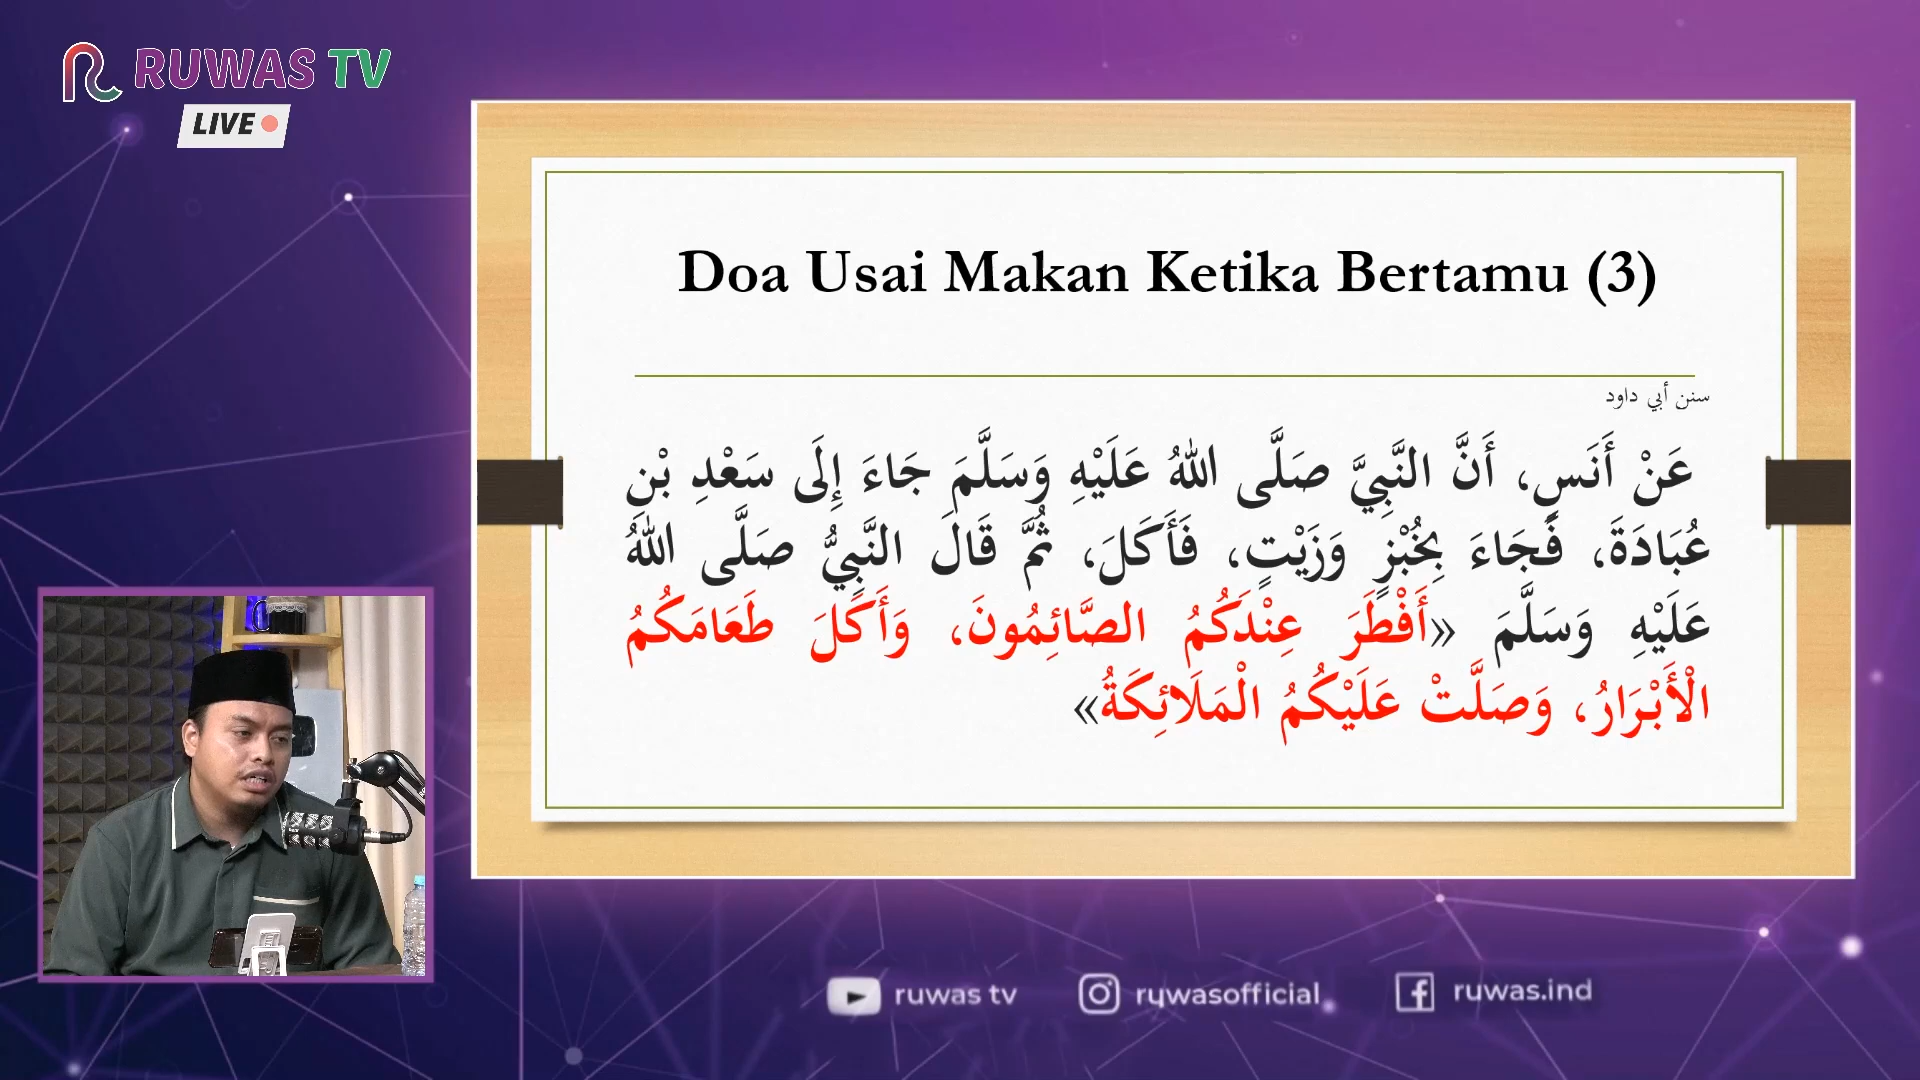 RUWAS TV
LIVE
Doa Usai Makan Ketika Bertamu (3)
سنن أبي داود
عَنْ أَنَسٍ، أَنَّ النَّبِيَّ صَلَّى اللهُ عَلَيْهِ وَسَلَّمَ جَاءَ إِلَى سَعْدِ بْنِ
عُبَادَةَ، فَجَاءَ بِخُبْزٍ وَزَيْتٍ، فَأَكَلَ، ثُمَّ قَالَ النَّبِيُّ صَلَّى اللهُ
عَلَيْهِ وَسَلَّمَ «أَفْطَرَ عِنْدَكُمُ الصَّائِمُونَ، وَأَكَلَ طَعَامَكُمُ
الْأَبْرَارُ، وَصَلَّتْ عَلَيْكُمُ الْمَلَائِكَةُ»
ruwas tv
ruwasofficial
ruwas.ind